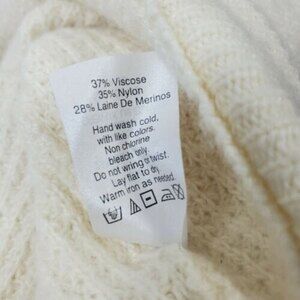 37% Viscose
35% Nylon
28% Laine De Merinos
Hand wash cold,
with like colors.
Non chlorine
bleach only.
Do not wring or twist.
Lay flat to dry.
Warm iron as needed.